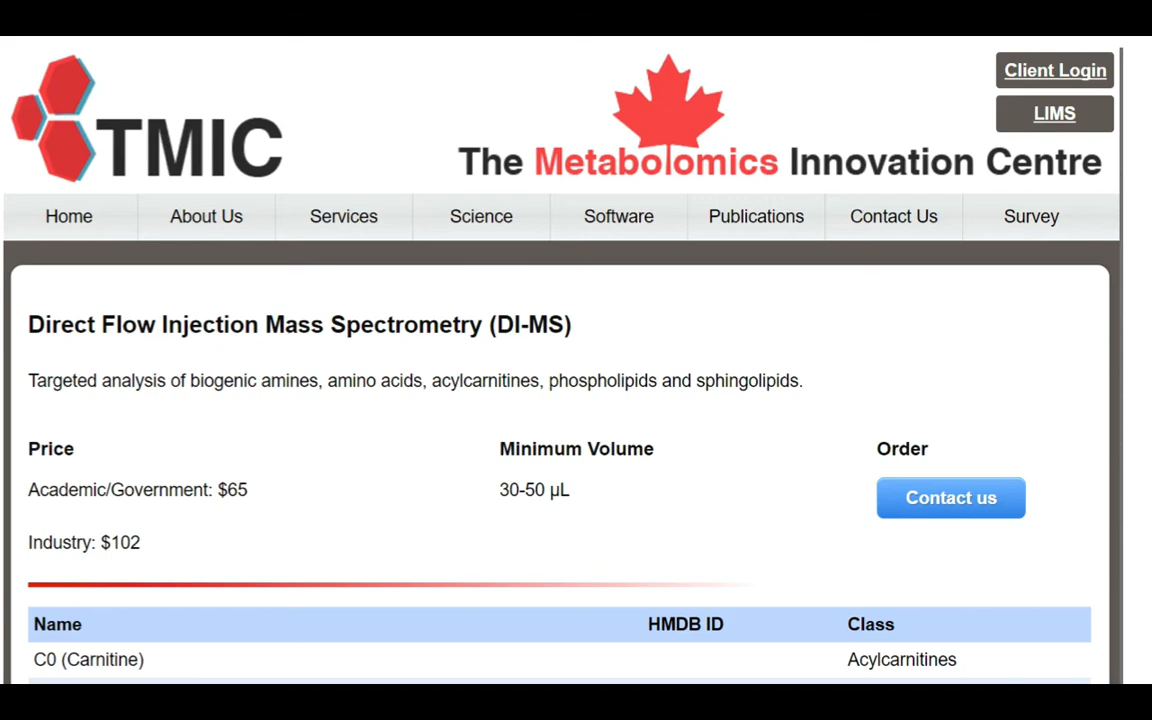 Client Login
LIMS
TMIC
The Metabolomics Innovation Centre
Home About Us Services Science Software Publications Contact Us Survey
Direct Flow Injection Mass Spectrometry (DI-MS)
Targeted analysis of biogenic amines, amino acids, acylcarnitines, phospholipids and sphingolipids.
Price Minimum Volume Order
Academic/Government: $65 30-50 µL Contact us
Industry: $102
Name HMDB ID Class
C0 (Carnitine) Acylcarnitines